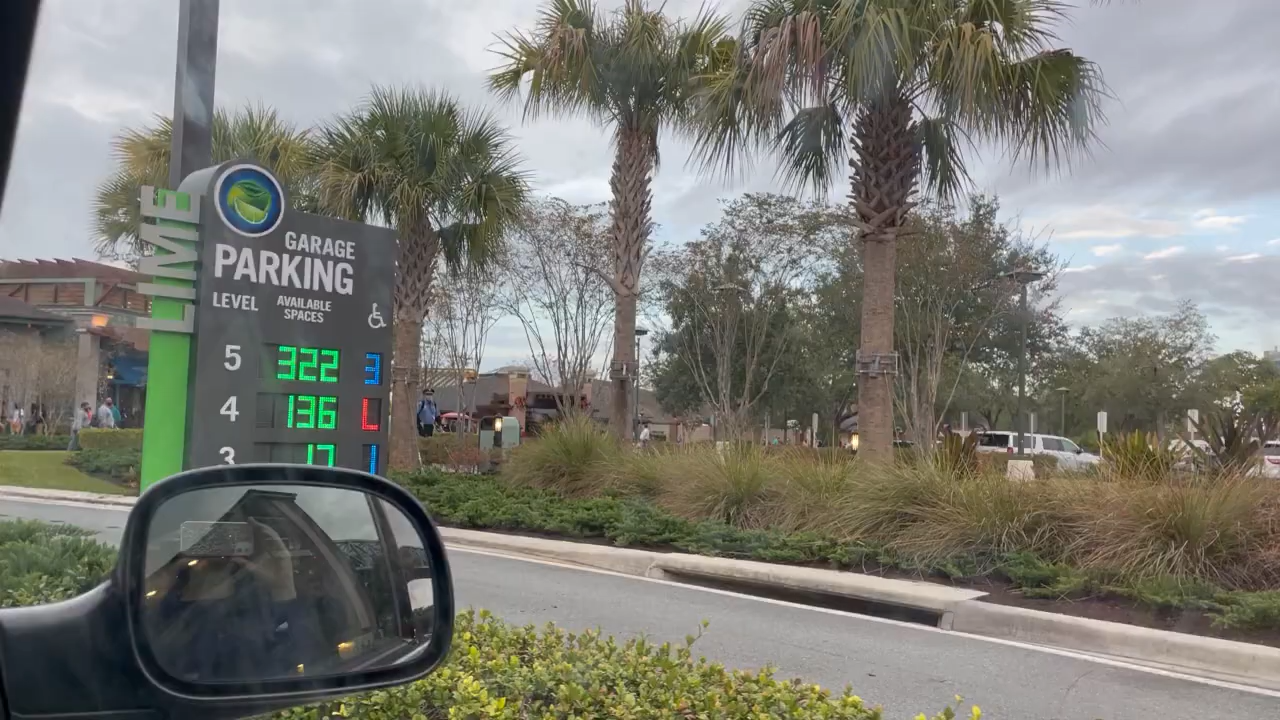 LIME
GARAGE
PARKING
LEVEL AVAILABLE SPACES
5 322 3
4 136 L
3 17 1